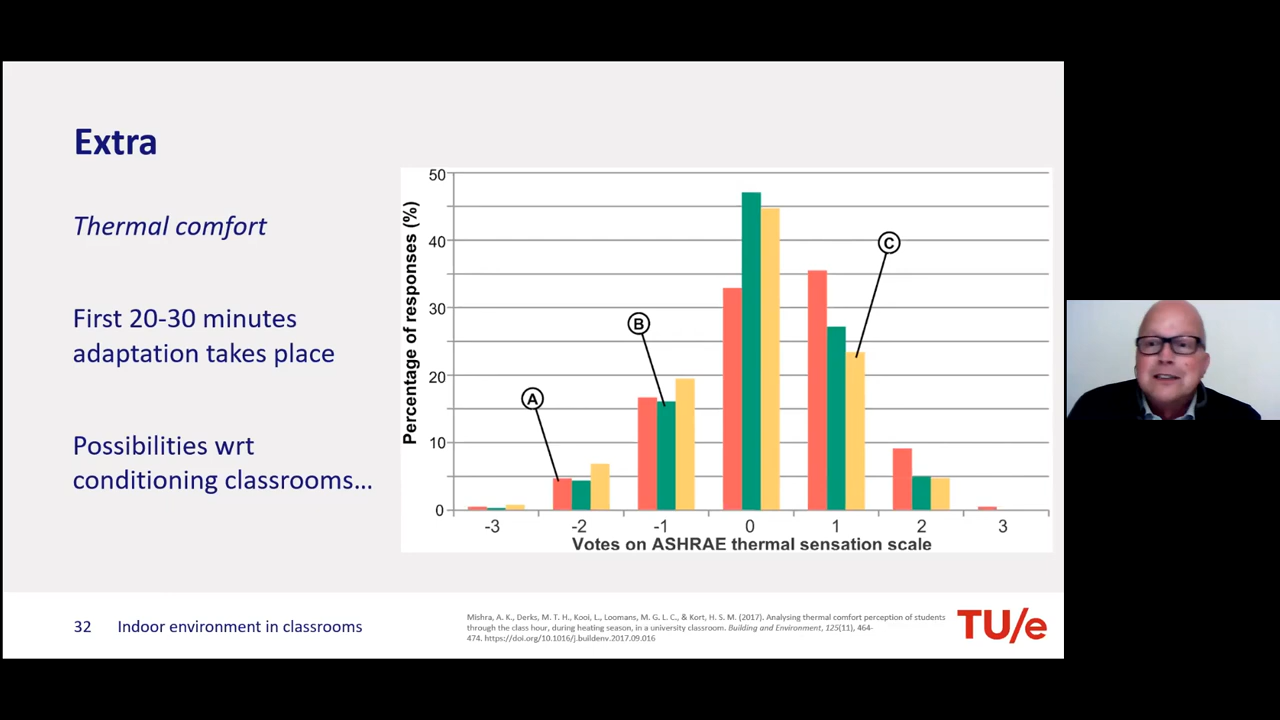 Extra
Thermal comfort
First 20-30 minutes
adaptation takes place
Possibilities wrt
conditioning classrooms...
Percentage of responses (%)
50
40
30
20
10
0
A
B
C
-3 -2 -1 0 1 2 3
Votes on ASHRAE thermal sensation scale
32 Indoor environment in classrooms
Mishra, A. K., Derks, M. T. H., Kooi, L., Loomans, M. G. L. C., & Kort, H. S. M. (2017). Analysing thermal comfort perception of students
through the class hour, during heating season, in a university classroom. Building and Environment, 125(11), 464-
474. https://doi.org/10.1016/j.buildenv.2017.09.016
TU/e